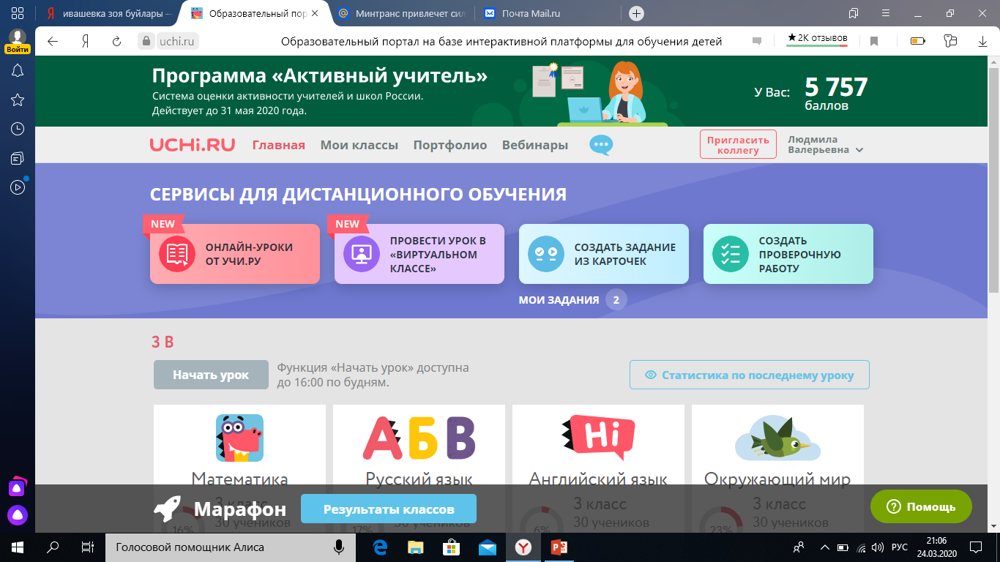 ивашевка зоя буйлары —
Образовательный пор
Минтранс привлечет сил
Почта Mail.ru
Войти
uchi.ru
Образовательный портал на базе интерактивной платформы для обучения детей
★2K отзывов
Программа «Активный учитель»
Система оценки активности учителей и школ России.
Действует до 31 мая 2020 года.
У Вас: 5 757
баллов
UCHi.RU Главная Мои классы Портфолио Вебинары
Пригласить
коллегу
Людмила
Валерьевна
СЕРВИСЫ ДЛЯ ДИСТАНЦИОННОГО ОБУЧЕНИЯ
NEW
ОНЛАЙН-УРОКИ
ОТ УЧИ.РУ
NEW
ПРОВЕСТИ УРОК В
«ВИРТУАЛЬНОМ
КЛАССЕ»
СОЗДАТЬ ЗАДАНИЕ
ИЗ КАРТОЧЕК
СОЗДАТЬ
ПРОВЕРОЧНУЮ
РАБОТУ
МОИ ЗАДАНИЯ 2
3 В
Начать урок
Функция «Начать урок» доступна
до 16:00 по будням.
Статистика по последнему уроку
АБВ
Hi
Математика
Русский язык
Английский язык
Окружающий мир
3 класс
3 класс
3 класс
30 учеников
30 учеников
16%
17%
6%
23%
Марафон
Результаты классов
Помощь
Голосовой помощник Алиса
РУС
21:06
24.03.2020